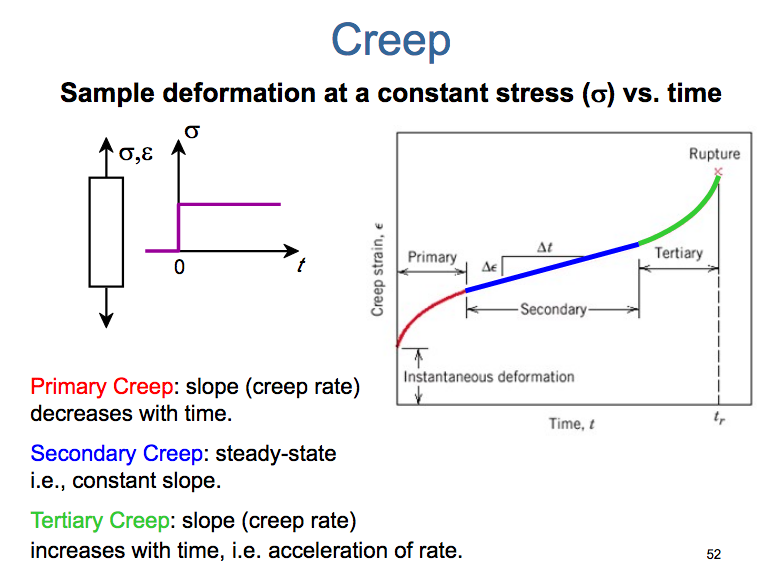 Creep
Sample deformation at a constant stress (σ) vs. time
σ,ε
σ
0
t
Rupture
Creep strain, ϵ
Primary
Δϵ
Δt
Tertiary
Secondary
Instantaneous deformation
Time, t
tᵣ
Primary Creep: slope (creep rate)
decreases with time.
Secondary Creep: steady-state
i.e., constant slope.
Tertiary Creep: slope (creep rate)
increases with time, i.e. acceleration of rate.
52